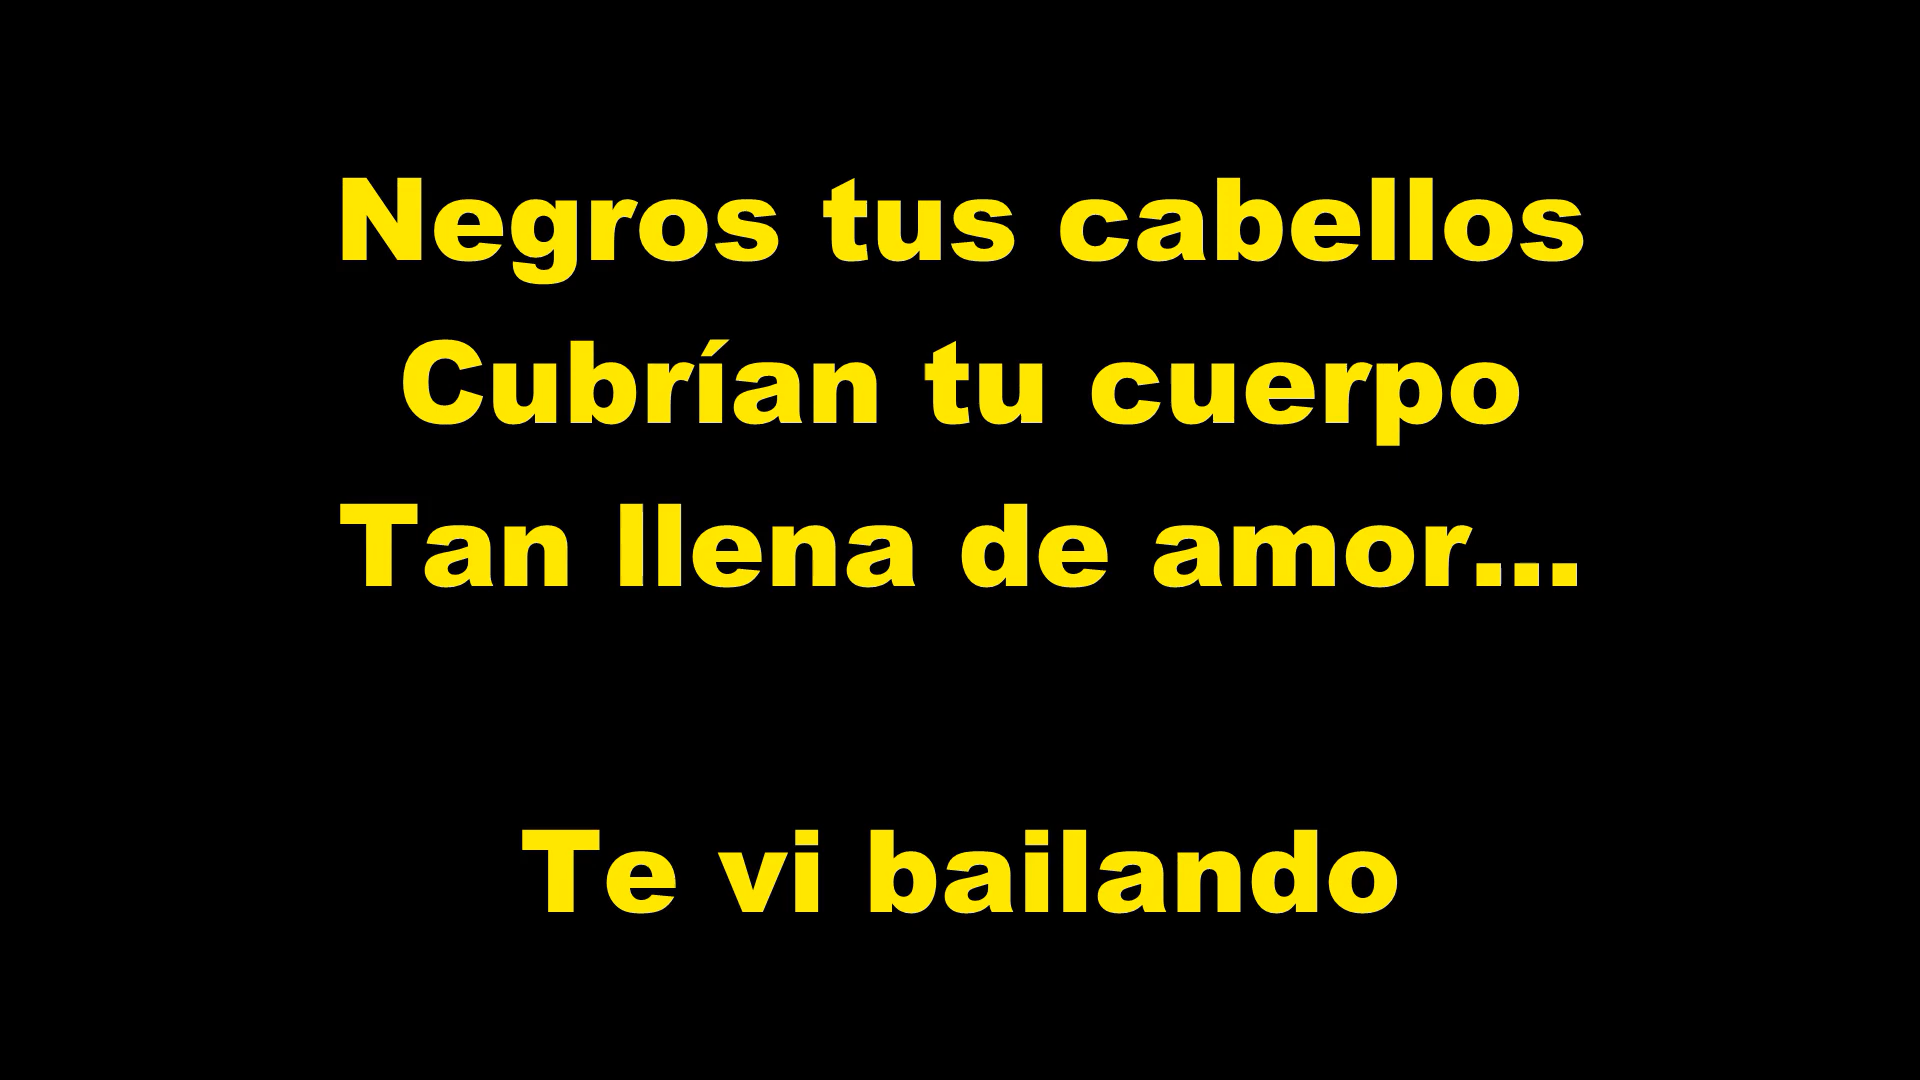 Negros tus cabellos
Cubrían tu cuerpo
Tan llena de amor...
Te vi bailando